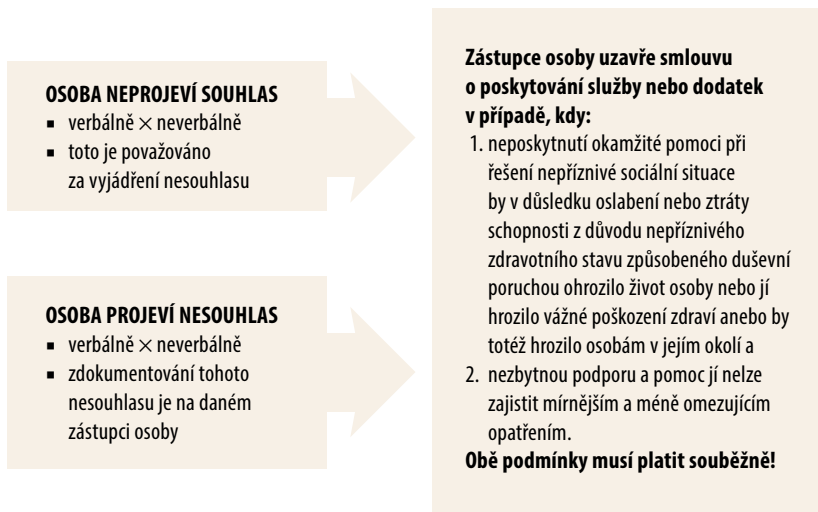 OSOBA NEPROJEVÍ SOUHLAS
▪ verbálně × neverbálně
▪ toto je považováno
za vyjádření nesouhlasu
OSOBA PROJEVÍ NESOUHLAS
▪ verbálně × neverbálně
▪ zdokumentování tohoto
nesouhlasu je na daném
zástupci osoby
Zástupce osoby uzavře smlouvu
o poskytování služby nebo dodatek
v případě, kdy:
1. neposkytnutí okamžité pomoci při
řešení nepříznivé sociální situace
by v důsledku oslabení nebo ztráty
schopnosti z důvodu nepříznivého
zdravotního stavu způsobeného duševní
poruchou ohrozilo život osoby nebo jí
hrozilo vážné poškození zdraví anebo by
totéž hrozilo osobám v jejím okolí a
2. nezbytnou podporu a pomoc jí nelze
zajistit mírnějším a méně omezujícím
opatřením.
Obě podmínky musí platit souběžně!